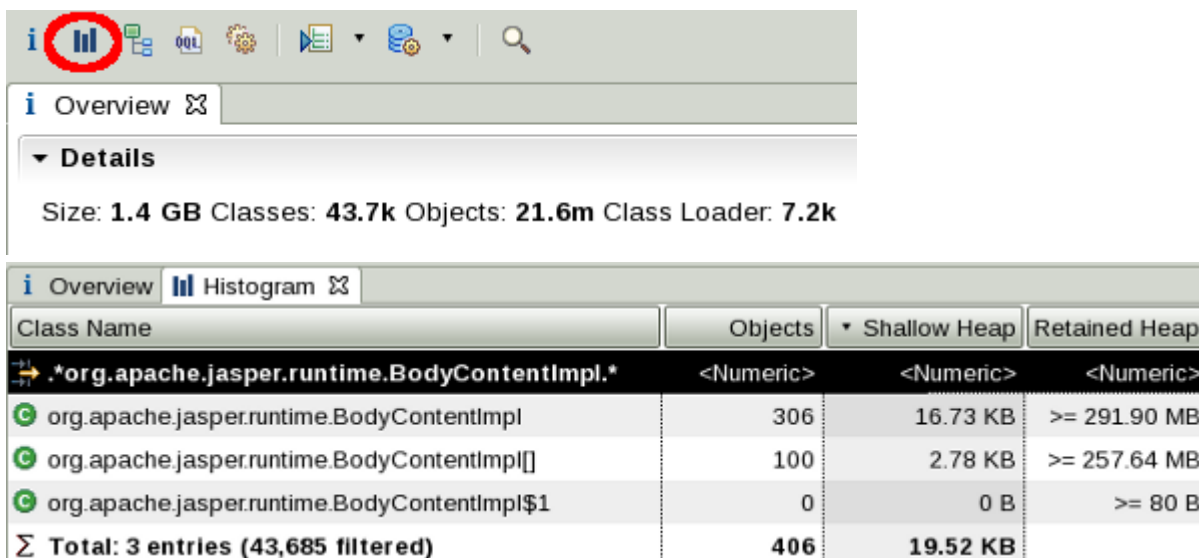 i OQL
i Overview
Details
Size: 1.4 GB Classes: 43.7k Objects: 21.6m Class Loader: 7.2k
i Overview Histogram
Class Name Objects Shallow Heap Retained Heap
.*org.apache.jasper.runtime.BodyContentImpl.* <Numeric> <Numeric> <Numeric>
C org.apache.jasper.runtime.BodyContentImpl 306 16.73 KB >= 291.90 MB
C org.apache.jasper.runtime.BodyContentImpl[] 100 2.78 KB >= 257.64 MB
C org.apache.jasper.runtime.BodyContentImpl$1 0 0 B >= 80 B
Σ Total: 3 entries (43,685 filtered) 406 19.52 KB